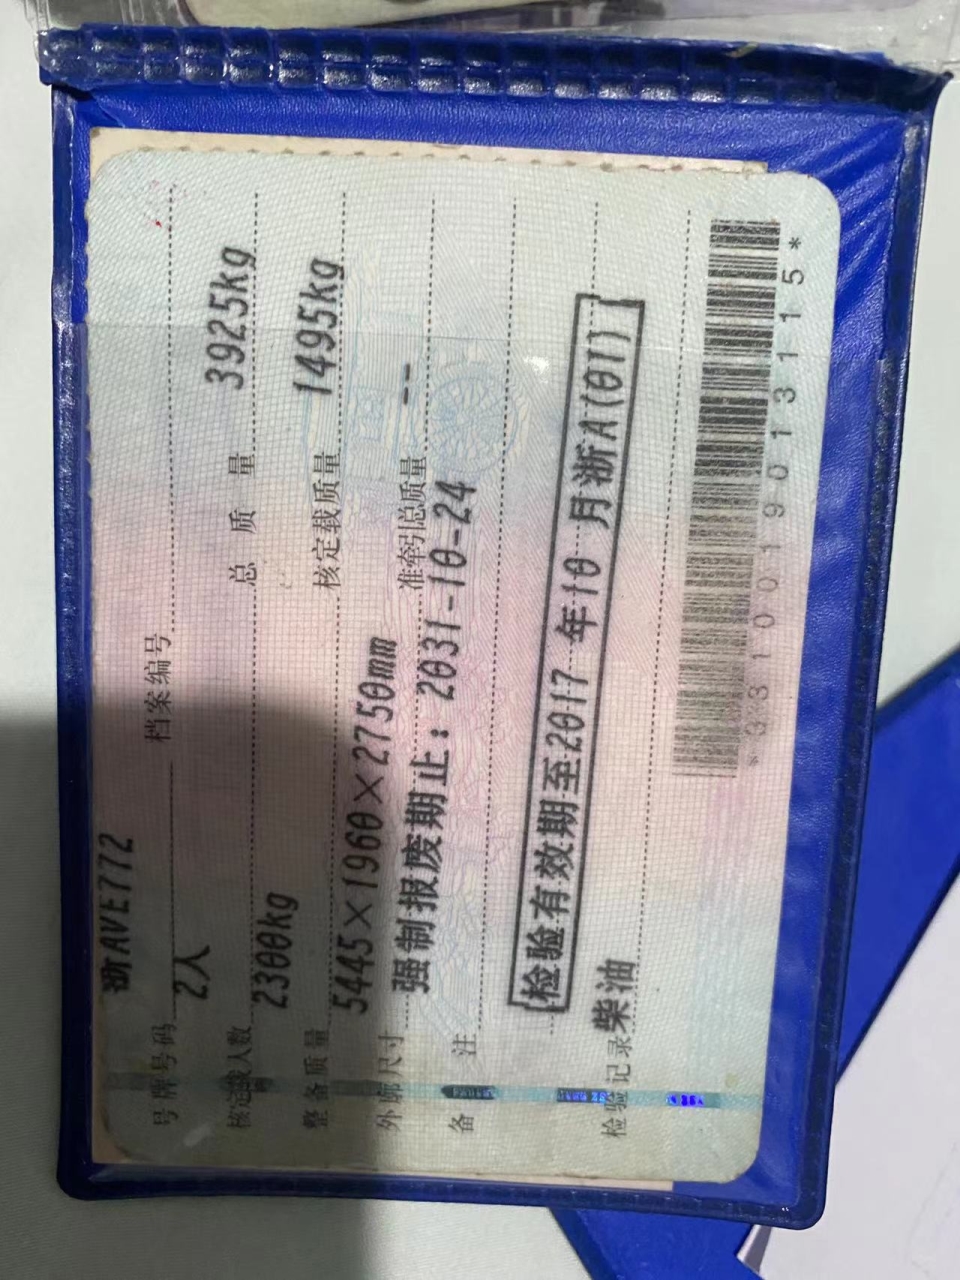 号牌号码 浙AVE772 档案编号
核定载人数 2人 总质量 3925kg
整备质量 2300kg 核定载质量 1495kg
外廓尺寸 5445×1960×2750mm 准牵引总质量 --
备注 强制报废期止：2031-10-24
检验有效期至2017年10月浙A(01)
检验记录 柴油
*3310019013115*